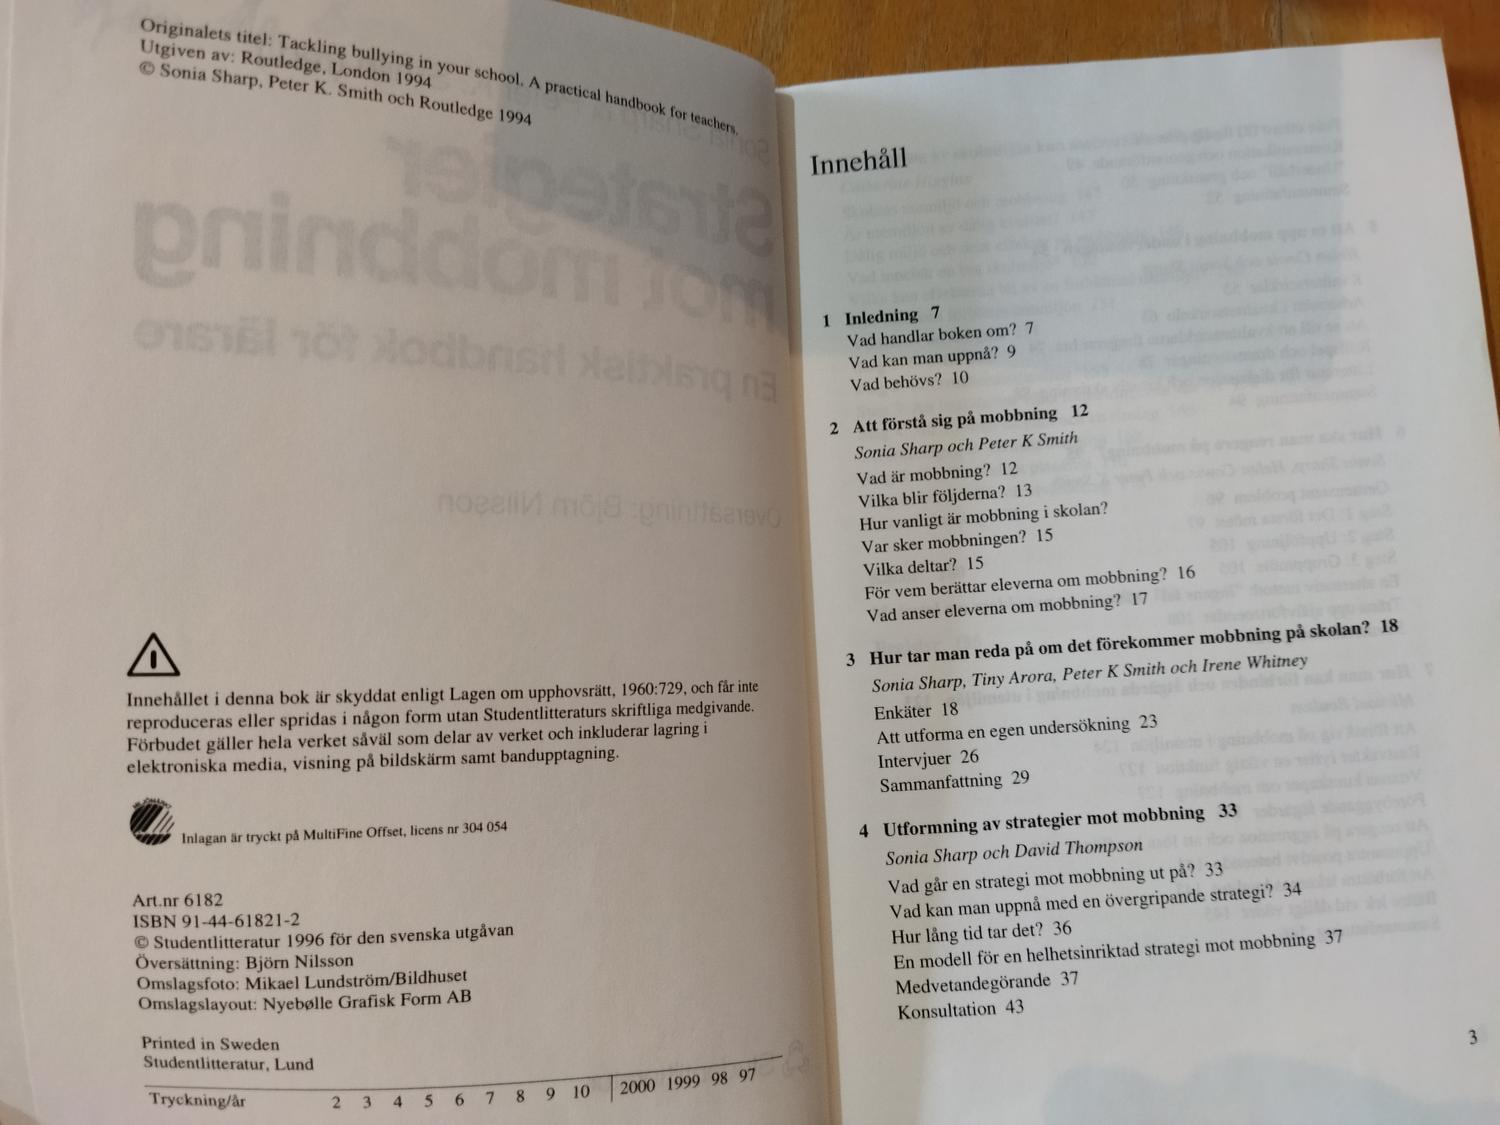 Originalets titel: Tackling bullying in your school. A practical handbook for teachers.
Utgiven av: Routledge, London 1994
© Sonia Sharp, Peter K. Smith och Routledge 1994
Strategier
mot mobbning
En praktisk handbok för lärare
Översättning: Björn Nilsson
Innehållet i denna bok är skyddat enligt Lagen om upphovsrätt, 1960:729, och får inte
reproduceras eller spridas i någon form utan Studentlitteraturs skriftliga medgivande.
Förbudet gäller hela verket såväl som delar av verket och inkluderar lagring i
elektroniska media, visning på bildskärm samt bandupptagning.
Inlagan är tryckt på MultiFine Offset, licens nr 304 054
Art.nr 6182
ISBN 91-44-61821-2
© Studentlitteratur 1996 för den svenska utgåvan
Översättning: Björn Nilsson
Omslagsfoto: Mikael Lundström/Bildhuset
Omslagslayout: Nyebølle Grafisk Form AB
Printed in Sweden
Studentlitteratur, Lund
Tryckning/år 2 3 4 5 6 7 8 9 10 2000 1999 98 97
Innehåll
1 Inledning 7
Vad handlar boken om? 7
Vad kan man uppnå? 9
Vad behövs? 10
2 Att förstå sig på mobbning 12
Sonia Sharp och Peter K Smith
Vad är mobbning? 12
Vilka blir följderna? 13
Hur vanligt är mobbning i skolan?
Var sker mobbningen? 15
Vilka deltar? 15
För vem berättar eleverna om mobbning? 16
Vad anser eleverna om mobbning? 17
3 Hur tar man reda på om det förekommer mobbning på skolan? 18
Sonia Sharp, Tiny Arora, Peter K Smith och Irene Whitney
Enkäter 18
Att utforma en egen undersökning 23
Intervjuer 26
Sammanfattning 29
4 Utformning av strategier mot mobbning 33
Sonia Sharp och David Thompson
Vad går en strategi mot mobbning ut på? 33
Vad kan man uppnå med en övergripande strategi? 34
Hur lång tid tar det? 36
En modell för en helhetsinriktad strategi mot mobbning 37
Medvetandegörande 37
Konsultation 43
3